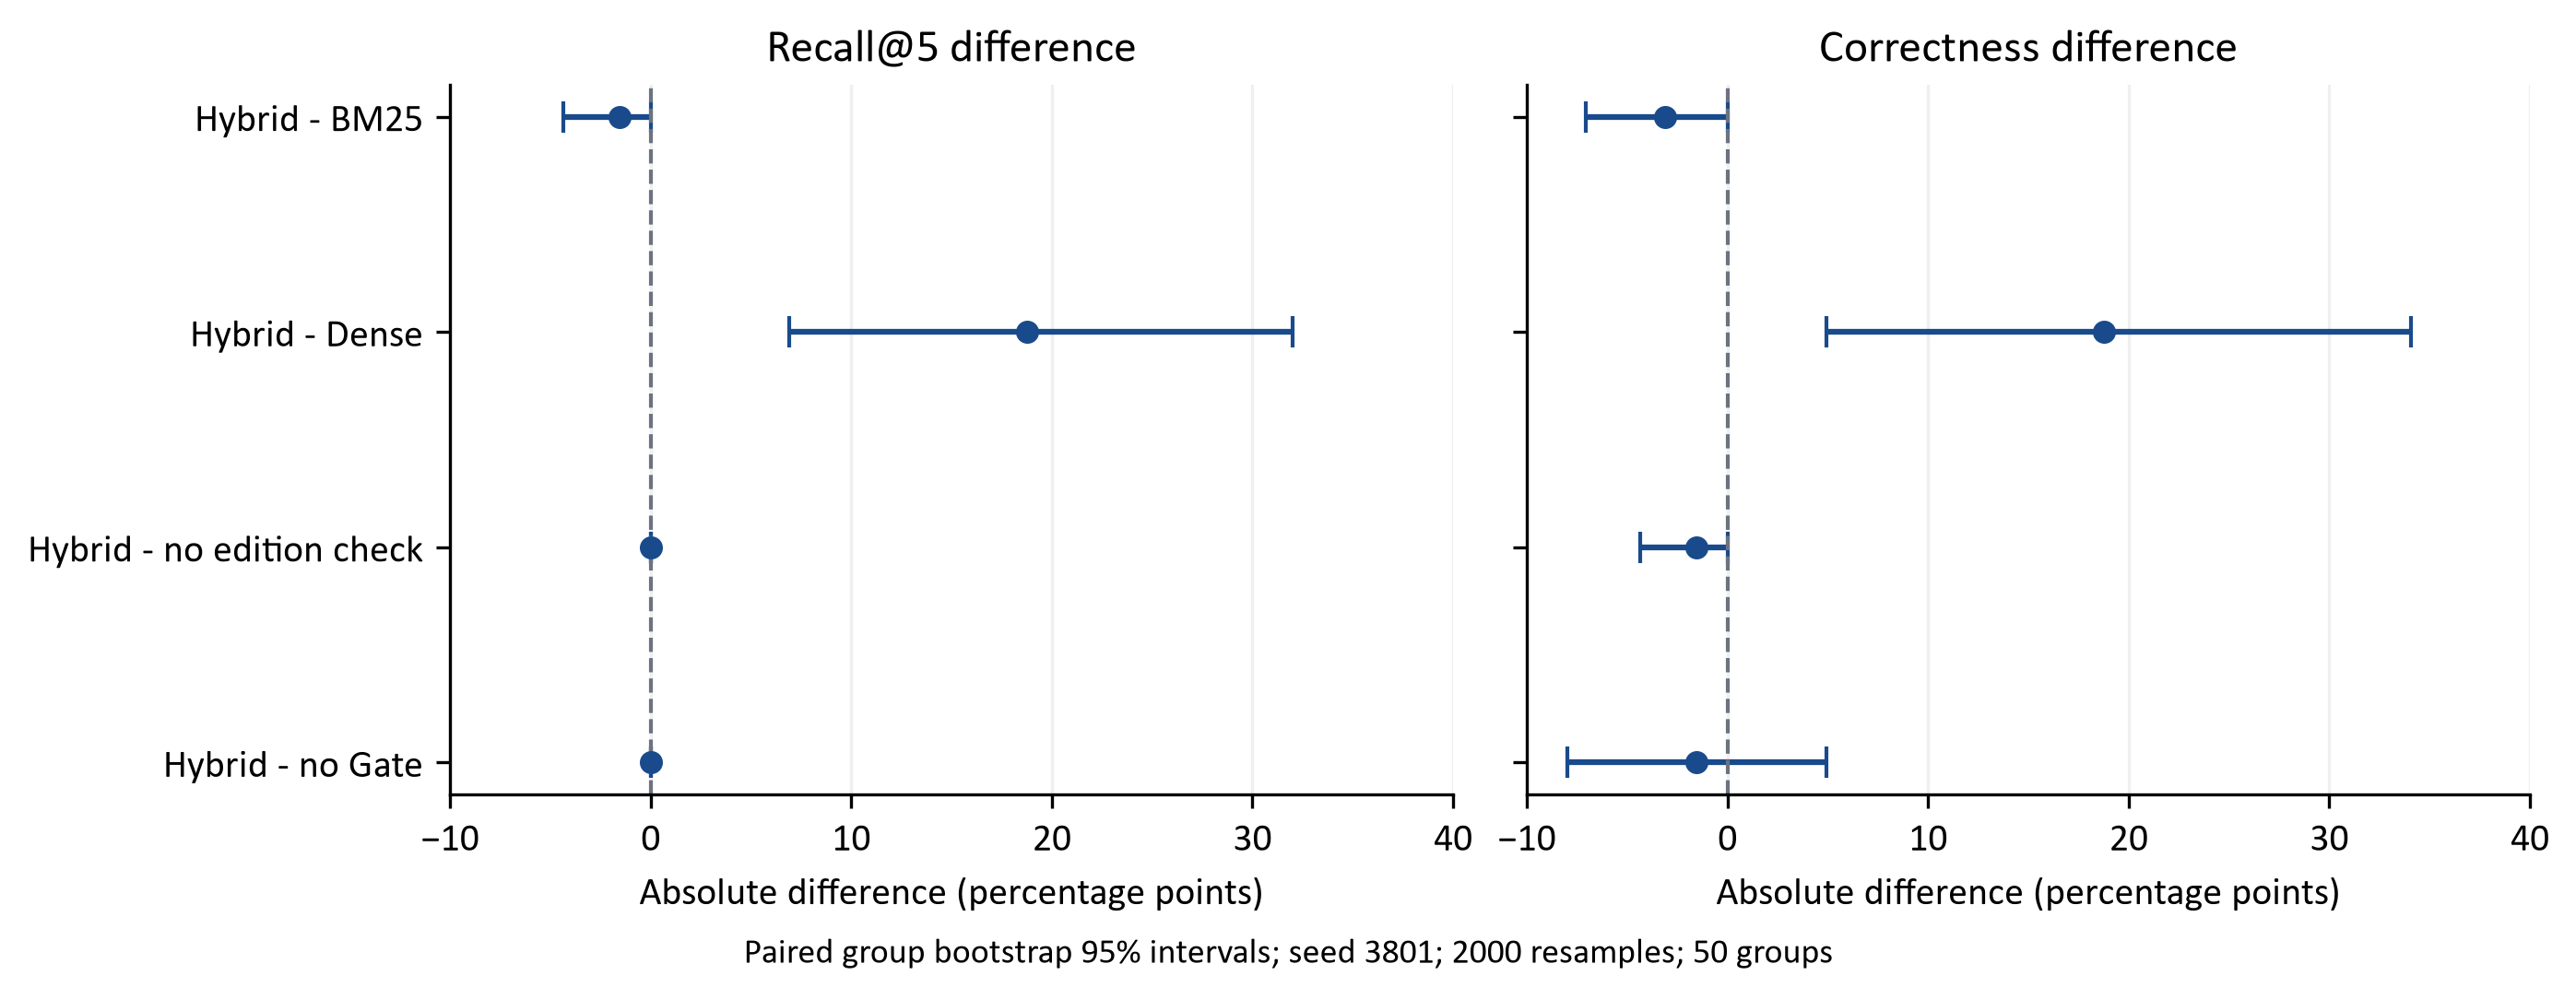 Recall@5 difference
Correctness difference
Hybrid - BM25
Hybrid - Dense
Hybrid - no edition check
Hybrid - no Gate
−10 0 10 20 30 40
−10 0 10 20 30 40
Absolute difference (percentage points)
Absolute difference (percentage points)
Paired group bootstrap 95% intervals; seed 3801; 2000 resamples; 50 groups